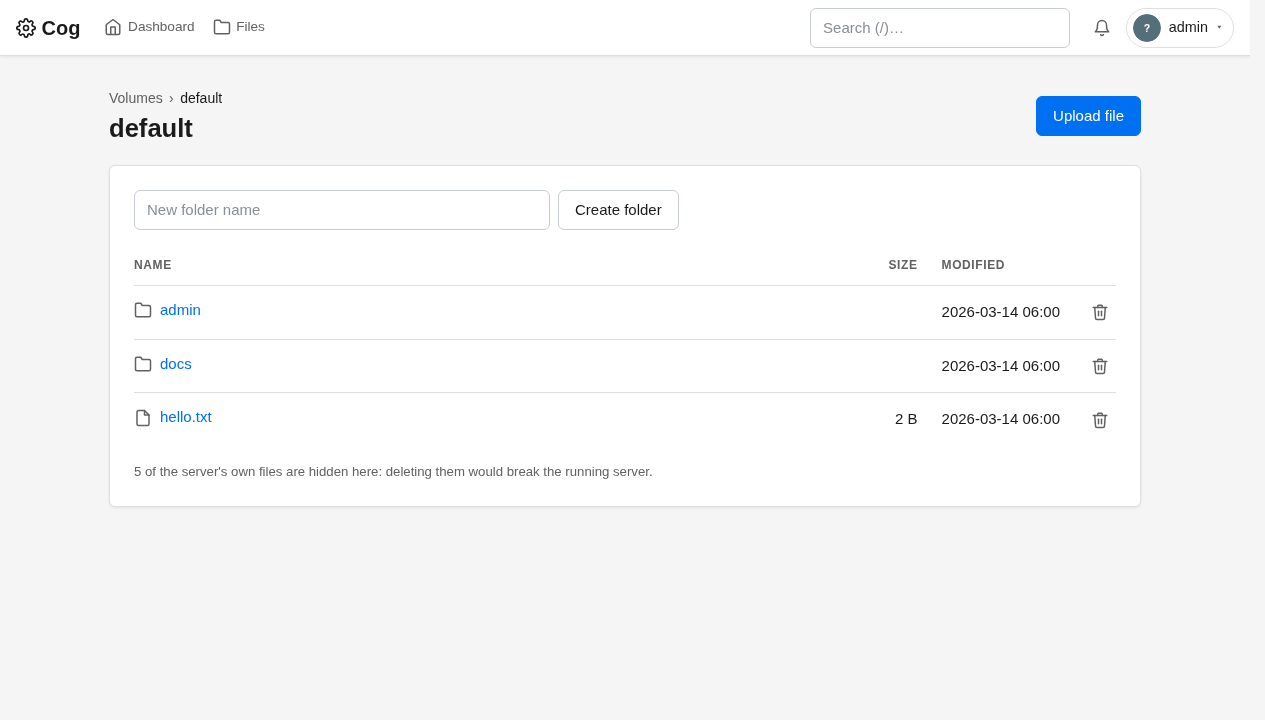 Cog Dashboard Files Search (/)… ? admin
Volumes › default
default
Upload file
New folder name Create folder
NAME SIZE MODIFIED
admin 2026-03-14 06:00
docs 2026-03-14 06:00
hello.txt 2 B 2026-03-14 06:00
5 of the server's own files are hidden here: deleting them would break the running server.